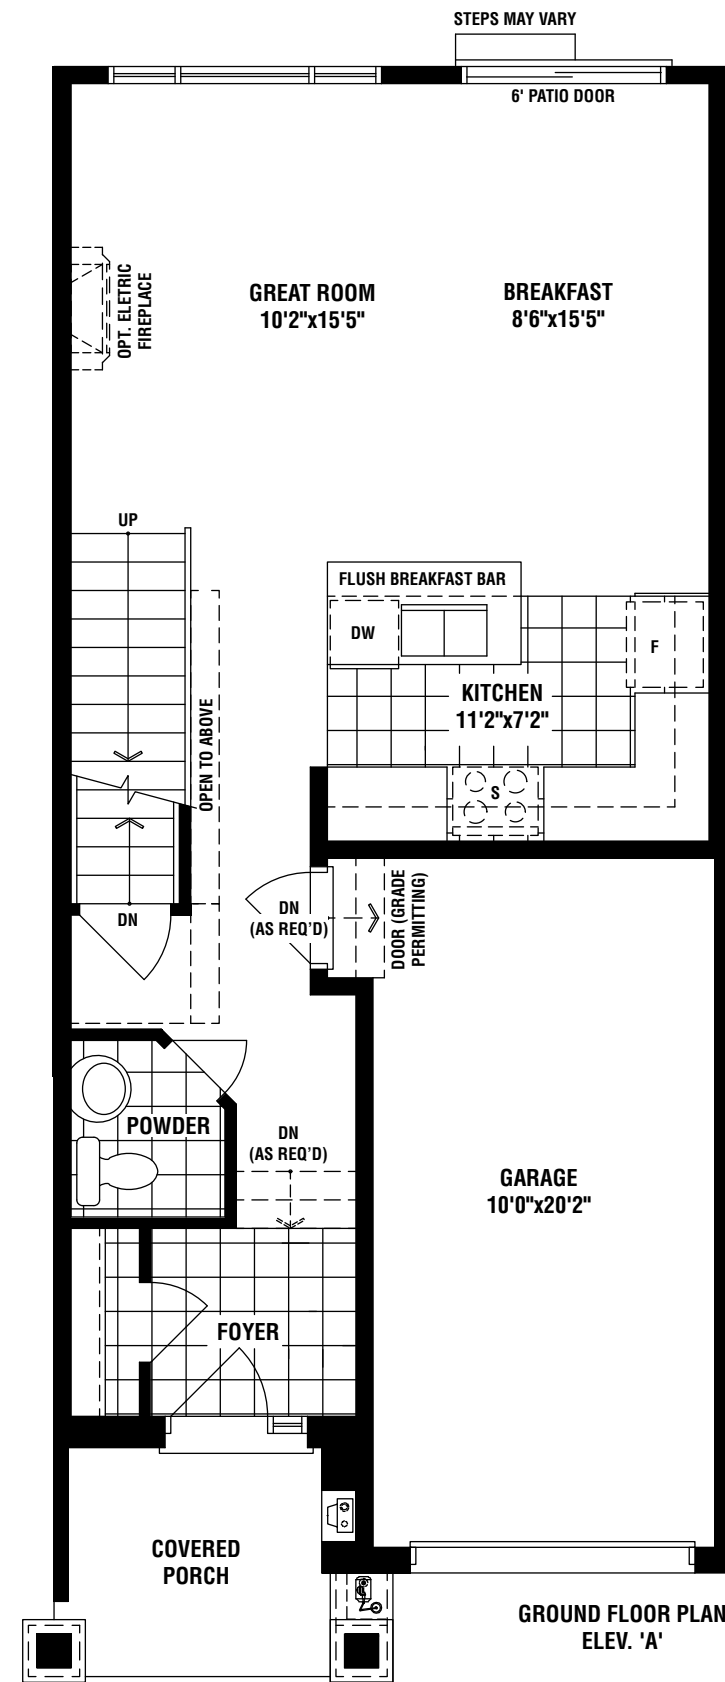 STEPS MAY VARY
6' PATIO DOOR
OPT. ELETRIC
FIREPLACE
GREAT ROOM
10'2"x15'5"
BREAKFAST
8'6"x15'5"
UP
FLUSH BREAKFAST BAR
DW
F
KITCHEN
11'2"x7'2"
OPEN TO ABOVE
S
DN
DN
(AS REQ'D)
DOOR (GRADE
PERMITTING)
POWDER
DN
(AS REQ'D)
GARAGE
10'0"x20'2"
FOYER
COVERED
PORCH
GROUND FLOOR PLAN
ELEV. 'A'